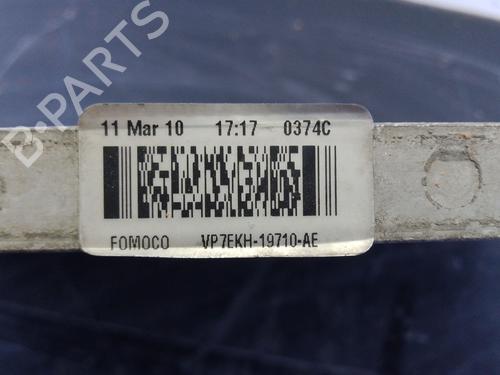 B-PARTS
11 Mar 10 17:17 0374C
FOMOCO VP7EKH-19710-AE